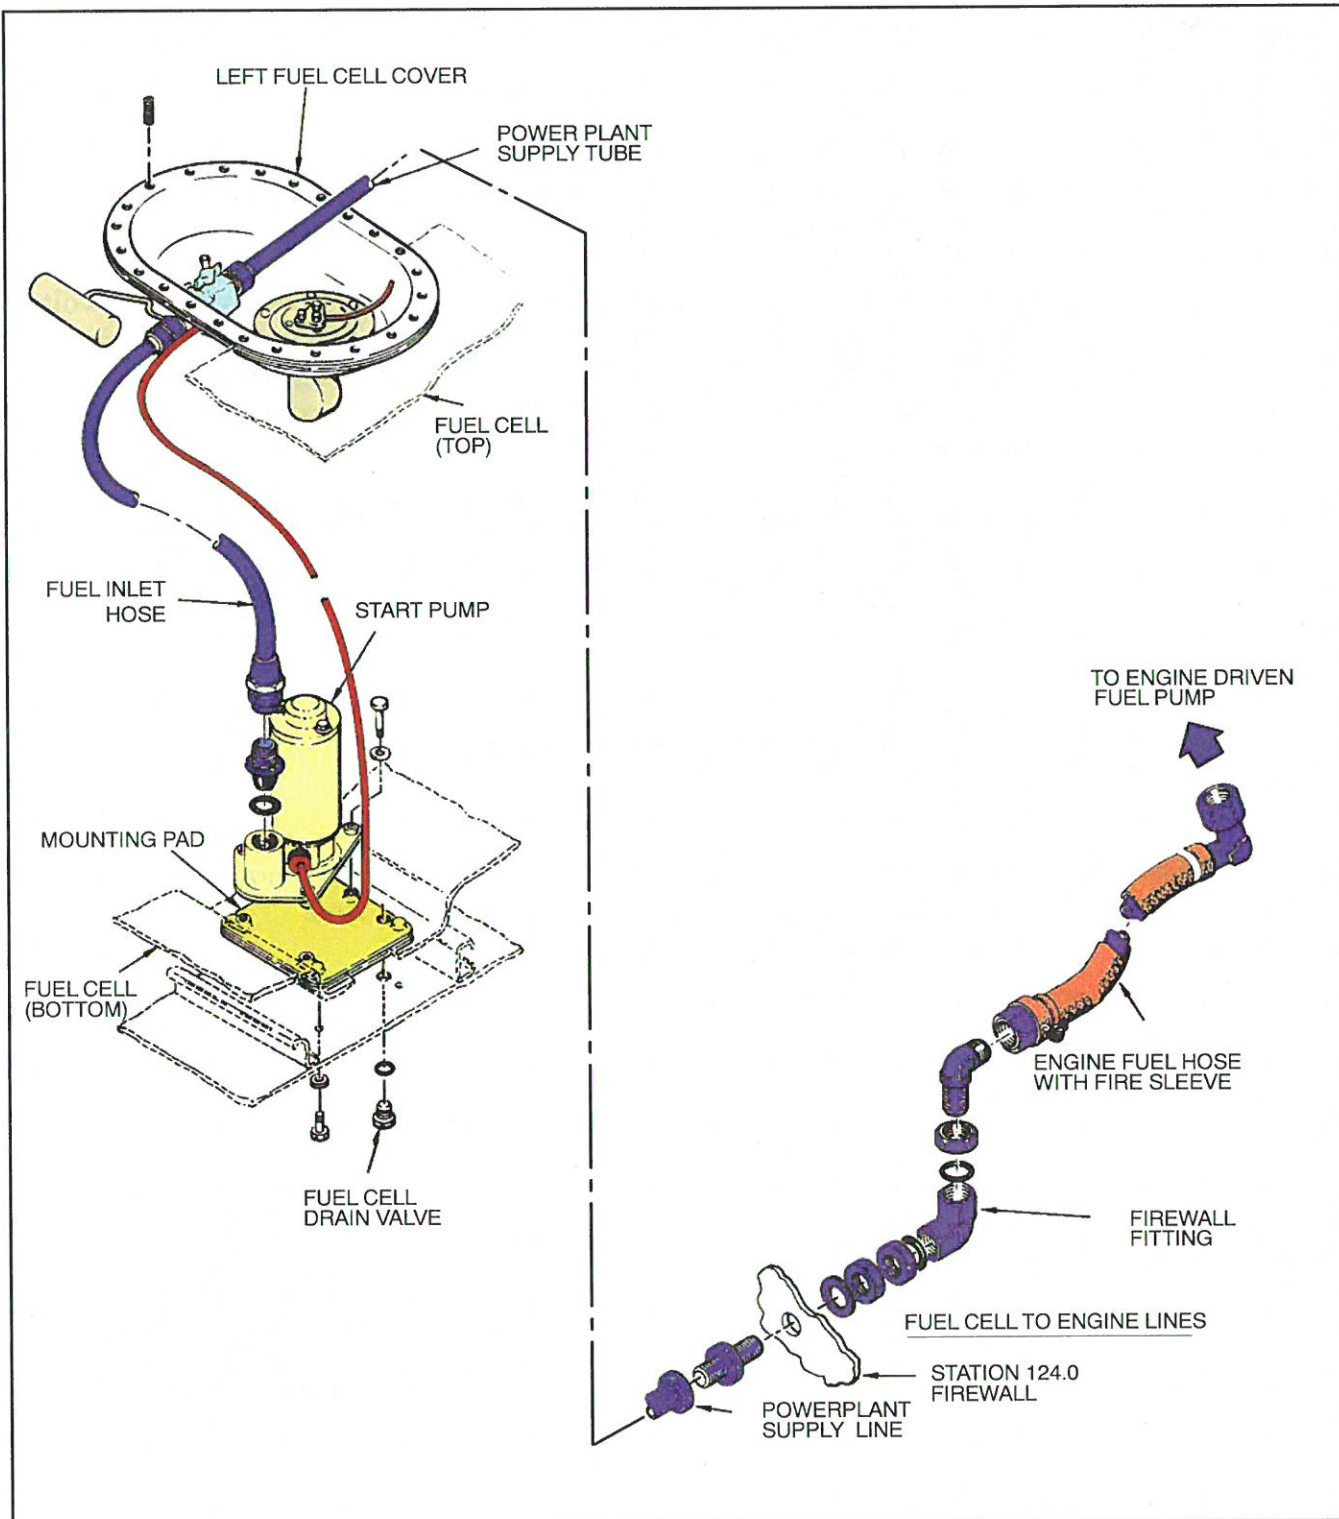 LEFT FUEL CELL COVER
POWER PLANT
SUPPLY TUBE
FUEL CELL
(TOP)
FUEL INLET
HOSE
START PUMP
TO ENGINE DRIVEN
FUEL PUMP
MOUNTING PAD
FUEL CELL
(BOTTOM)
ENGINE FUEL HOSE
WITH FIRE SLEEVE
FUEL CELL
DRAIN VALVE
FIREWALL
FITTING
FUEL CELL TO ENGINE LINES
STATION 124.0
FIREWALL
POWERPLANT
SUPPLY LINE